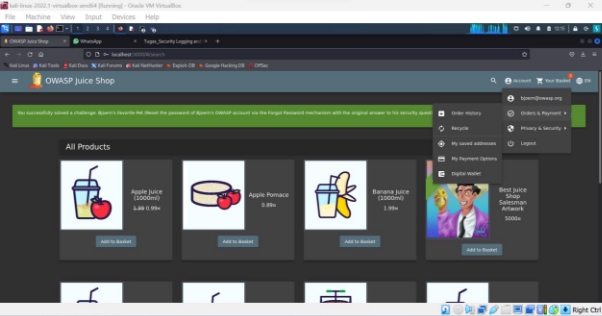 kali-linux-2022.1-virtualbox-amd64 [Running] - Oracle VM VirtualBox
File Machine View Input Devices Help
1 2 3 4
OWASP Juice Shop
WhatsApp
Tugas_Security Logging an
localhost:3000/#/search
Kali Linux Kali Tools Kali Docs Kali Forums Kali NetHunter Exploit-DB Google Hacking DB OffSec
OWASP Juice Shop
Account Your Basket EN
You successfully solved a challenge: Bjoern's Favorite Pet (Reset the password of Bjoern's OWASP account via the Forgot Password mechanism with the original answer to his security quest
bjoern@owasp.org
Orders & Payment
Privacy & Security
Logout
Order History
Recycle
My saved addresses
My Payment Options
Digital Wallet
All Products
Apple Juice (1000ml)
1.99 0.99¤
Add to Basket
Apple Pomace
0.89¤
Add to Basket
Banana Juice (1000ml)
1.99¤
Add to Basket
Best Juice Shop Salesman Artwork
5000¤
Add to Basket
Right Ctrl